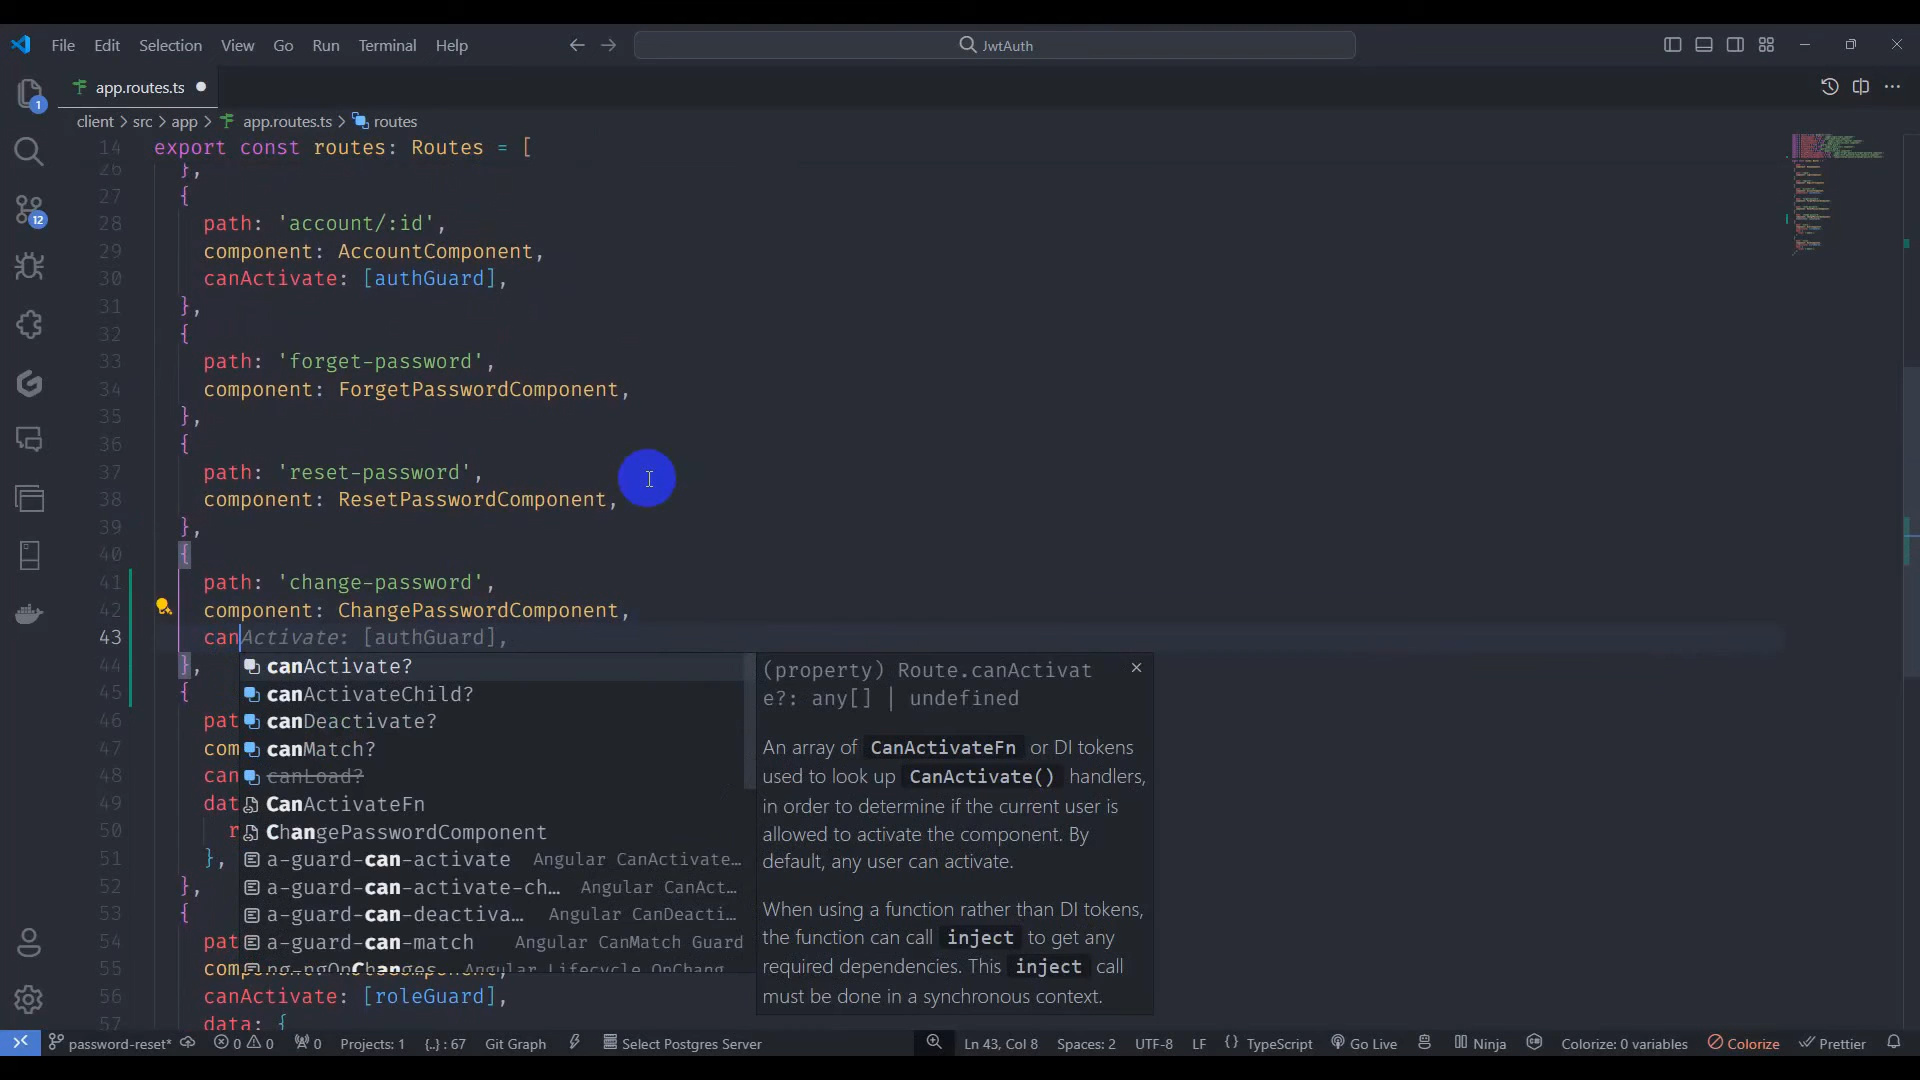 File Edit Selection View Go Run Terminal Help
JwtAuth
1
app.routes.ts
client > src > app > app.routes.ts > routes
14 export const routes: Routes = [
26 },
27 {
28 path: 'account/:id',
29 component: AccountComponent,
30 canActivate: [authGuard],
31 },
32 {
33 path: 'forget-password',
34 component: ForgetPasswordComponent,
35 },
36 {
37 path: 'reset-password',
38 component: ResetPasswordComponent,
39 },
40 {
41 path: 'change-password',
42 component: ChangePasswordComponent,
43 canActivate: [authGuard],
44 },
45 {
46 pat
47 com
48 can
49 dat
50 r
51 },
52 },
53 {
54 pat
55 com
56 canActivate: [roleGuard],
57 data: {
12
canActivate?
canActivateChild?
canDeactivate?
canMatch?
canLoad?
CanActivateFn
ChangePasswordComponent
a-guard-can-activate Angular CanActivate…
a-guard-can-activate-ch… Angular CanAct…
a-guard-can-deactiva… Angular CanDeacti…
a-guard-can-match Angular CanMatch Guard
Angular Lifecycle OnChang
(property) Route.canActivat
e?: any[] | undefined
An array of CanActivateFn or DI tokens
used to look up CanActivate() handlers,
in order to determine if the current user is
allowed to activate the component. By
default, any user can activate.
When using a function rather than DI tokens,
the function can call inject to get any
required dependencies. This inject call
must be done in a synchronous context.
password-reset* 0 0 0 Projects: 1 {..} : 67 Git Graph Select Postgres Server Ln 43, Col 8 Spaces: 2 UTF-8 LF {} TypeScript Go Live Ninja Colorize: 0 variables Colorize Prettier